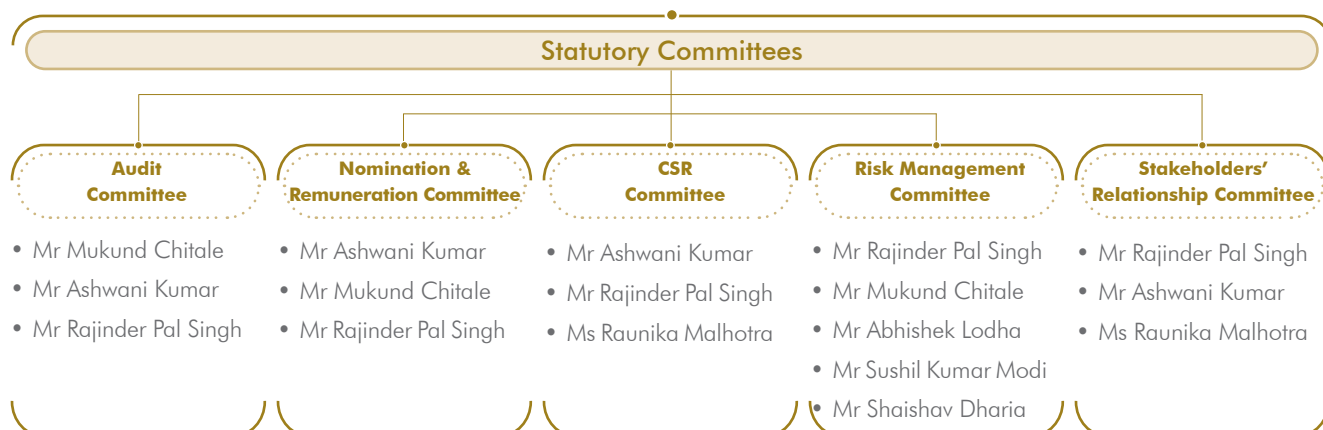 Statutory Committees
Audit
Committee
• Mr Mukund Chitale
• Mr Ashwani Kumar
• Mr Rajinder Pal Singh
Nomination &
Remuneration Committee
• Mr Ashwani Kumar
• Mr Mukund Chitale
• Mr Rajinder Pal Singh
CSR
Committee
• Mr Ashwani Kumar
• Mr Rajinder Pal Singh
• Ms Raunika Malhotra
Risk Management
Committee
• Mr Rajinder Pal Singh
• Mr Mukund Chitale
• Mr Abhishek Lodha
• Mr Sushil Kumar Modi
• Mr Shaishav Dharia
Stakeholders’
Relationship Committee
• Mr Rajinder Pal Singh
• Mr Ashwani Kumar
• Ms Raunika Malhotra